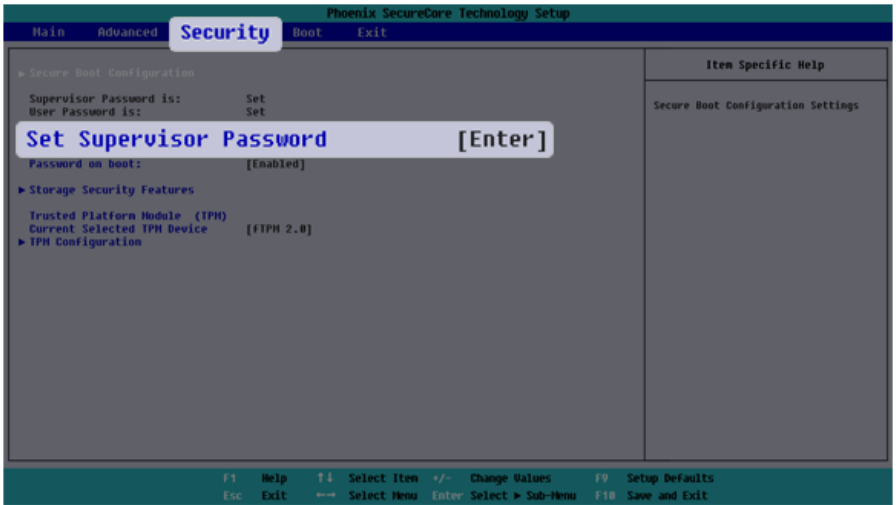 Phoenix SecureCore Technology Setup
Main Advanced Security Boot Exit
▶ Secure Boot Configuration
Item Specific Help
Supervisor Password is: Set
User Password is: Set
Secure Boot Configuration Settings
Set Supervisor Password [Enter]
Password on boot: [Enabled]
▶ Storage Security Features
Trusted Platform Module (TPM)
Current Selected TPM Device [fTPM 2.0]
▶ TPM Configuration
F1 Help ↑↓ Select Item +/- Change Values F9 Setup Defaults
Esc Exit ←→ Select Menu Enter Select ▶ Sub-Menu F10 Save and Exit